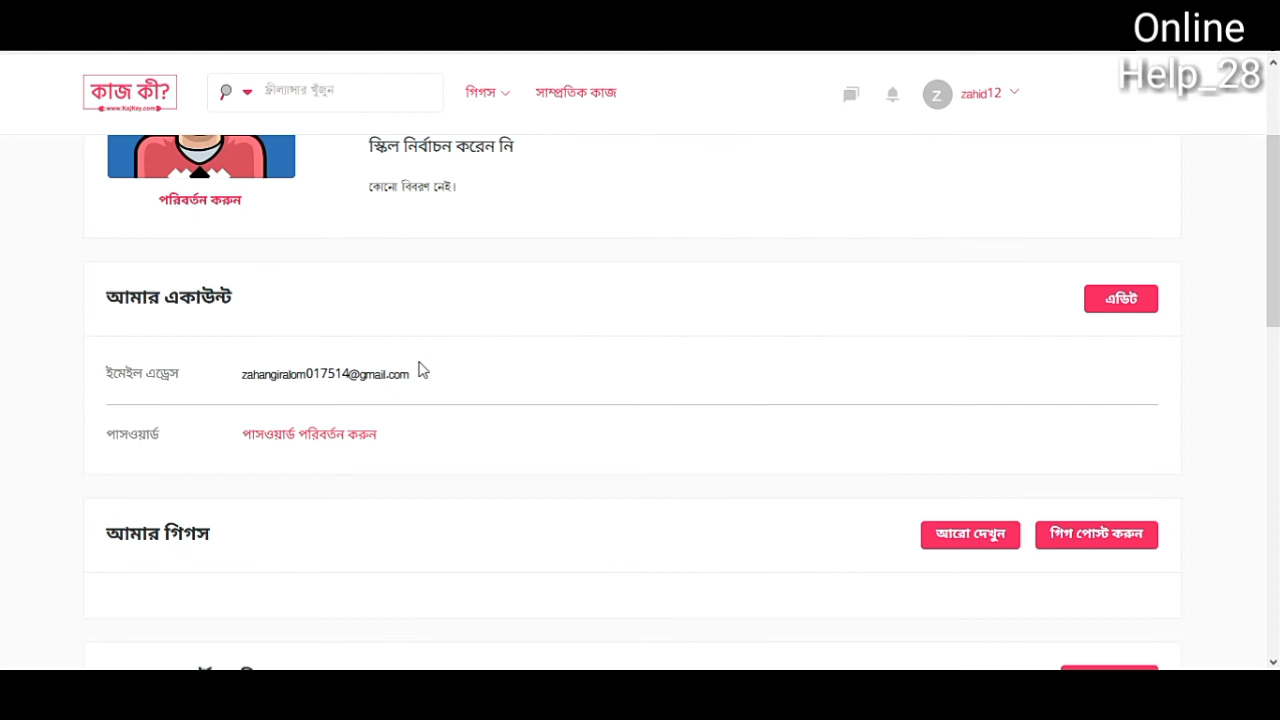 Online
Help_28
কাজ কী?
www.KajKey.com
ফ্রীল্যান্সার খুঁজুন
গিগস
সাম্প্রতিক কাজ
z
zahid12
স্কিল নির্বাচন করেন নি
কোনো বিবরণ নেই।
পরিবর্তন করুন
আমার একাউন্ট
এডিট
ইমেইল এড্রেস
zahangiralom017514@gmail.com
পাসওয়ার্ড
পাসওয়ার্ড পরিবর্তন করুন
আমার গিগস
আরো দেখুন
গিগ পোস্ট করুন